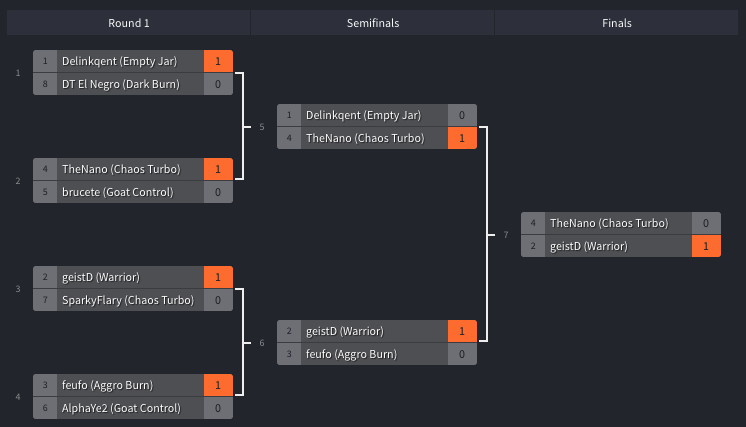 Round 1 Semifinals Finals
1
1 Delinkqent (Empty Jar) 1
8 DT El Negro (Dark Burn) 0
5
1 Delinkqent (Empty Jar) 0
4 TheNano (Chaos Turbo) 1
2
4 TheNano (Chaos Turbo) 1
5 brucete (Goat Control) 0
7
4 TheNano (Chaos Turbo) 0
2 geistD (Warrior) 1
3
2 geistD (Warrior) 1
7 SparkyFlary (Chaos Turbo) 0
6
2 geistD (Warrior) 1
3 feufo (Aggro Burn) 0
4
3 feufo (Aggro Burn) 1
6 AlphaYe2 (Goat Control) 0